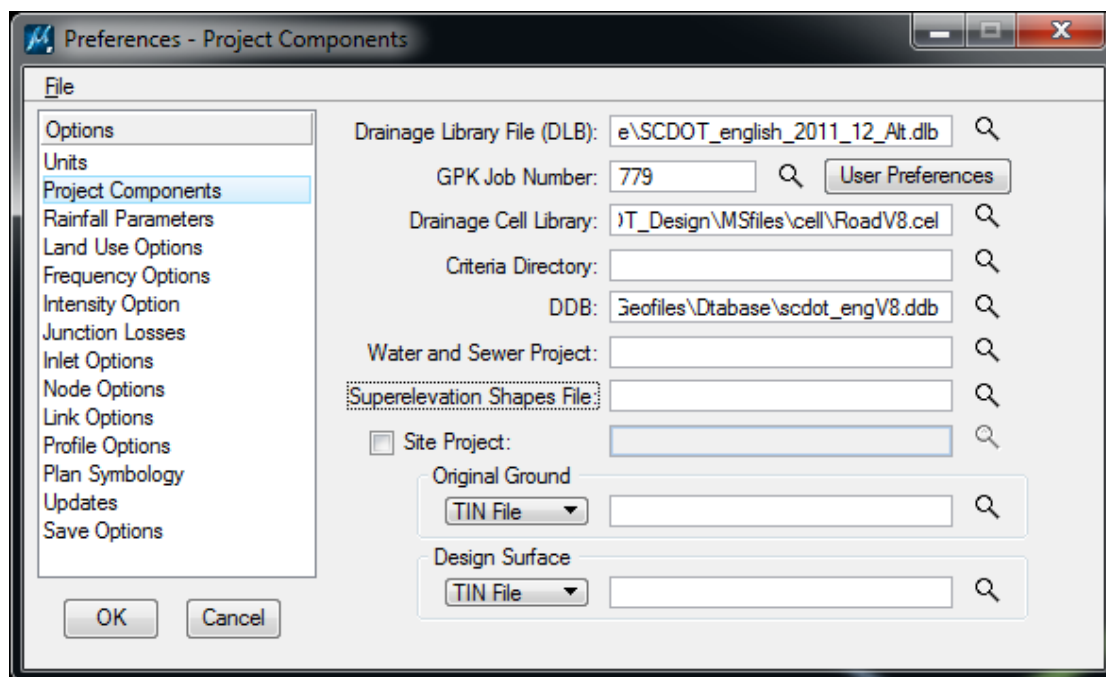 Preferences - Project Components
File
Options
Units
Project Components
Rainfall Parameters
Land Use Options
Frequency Options
Intensity Option
Junction Losses
Inlet Options
Node Options
Link Options
Profile Options
Plan Symbology
Updates
Save Options
OK Cancel
Drainage Library File (DLB): e\SCDOT_english_2011_12_Alt.dlb
GPK Job Number: 779 User Preferences
Drainage Cell Library: )T_Design\MSfiles\cell\RoadV8.cel
Criteria Directory:
DDB: Geofiles\Dtabase\scdot_engV8.ddb
Water and Sewer Project:
Superelevation Shapes File:
Site Project:
Original Ground
TIN File
Design Surface
TIN File